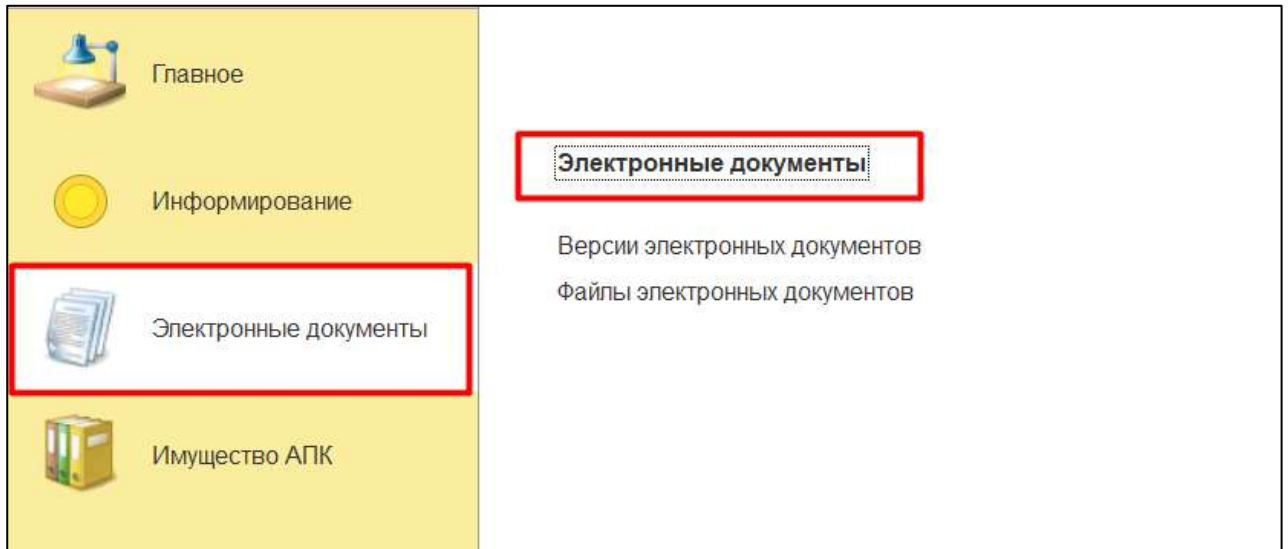 Главное
Информирование
Электронные документы
Имущество АПК
Электронные документы
Версии электронных документов
Файлы электронных документов